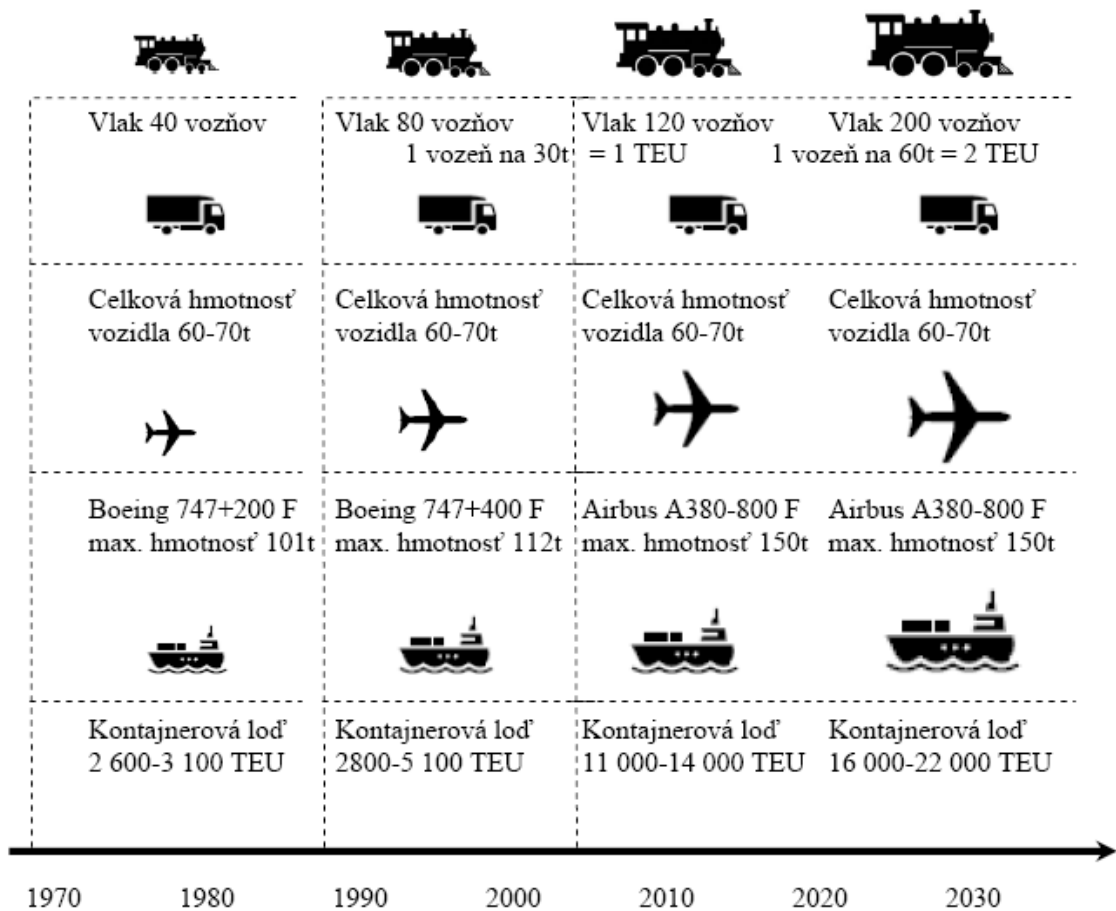 Vlak 40 vozňov
Vlak 80 vozňov
Vlak 120 vozňov
Vlak 200 vozňov
1 vozeň na 30t = 1 TEU
1 vozeň na 60t = 2 TEU
Celková hmotnosť
vozidla 60-70t
Celková hmotnosť
vozidla 60-70t
Celková hmotnosť
vozidla 60-70t
Celková hmotnosť
vozidla 60-70t
Boeing 747+200 F
max. hmotnosť 101t
Boeing 747+400 F
max. hmotnosť 112t
Airbus A380-800 F
max. hmotnosť 150t
Airbus A380-800 F
max. hmotnosť 150t
Kontajnerová loď
2 600-3 100 TEU
Kontajnerová loď
2800-5 100 TEU
Kontajnerová loď
11 000-14 000 TEU
Kontajnerová loď
16 000-22 000 TEU
1970 1980 1990 2000 2010 2020 2030